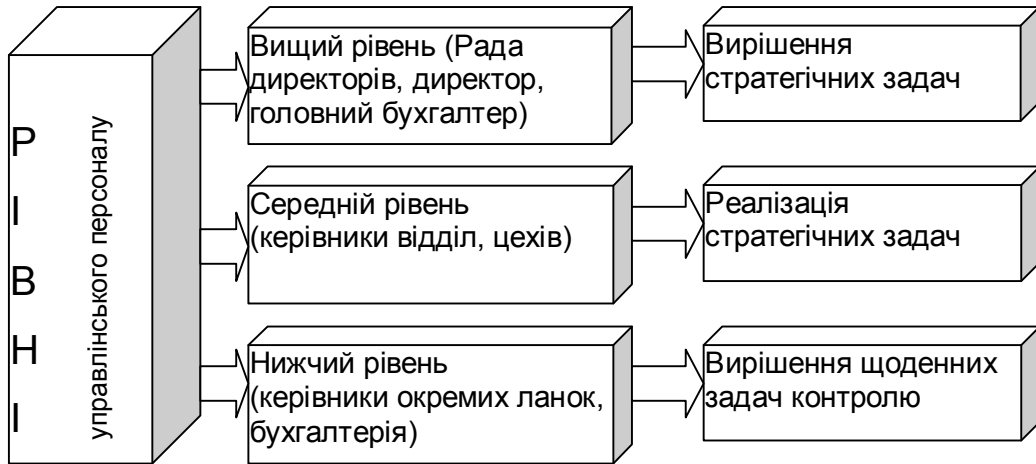 РІВНІ
управлінського персоналу
Вищий рівень (Рада
директорів, директор,
головний бухгалтер)
Вирішення
стратегічних задач
Середній рівень
(керівники відділ, цехів)
Реалізація
стратегічних задач
Нижчий рівень
(керівники окремих ланок,
бухгалтерія)
Вирішення щоденних
задач контролю